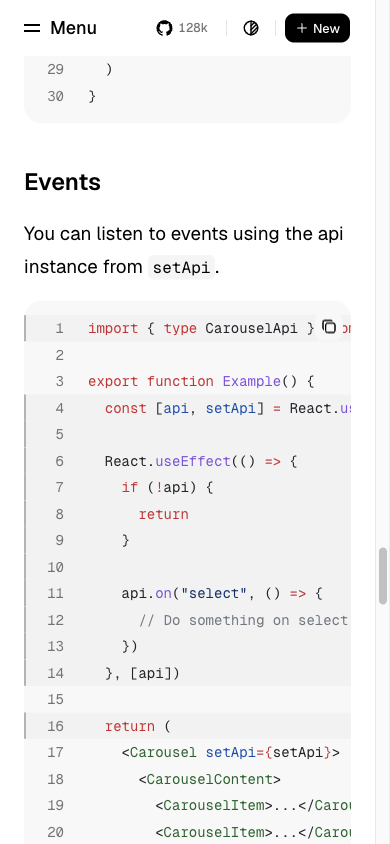 Menu 128k New
29 )
30 }
Events
You can listen to events using the api
instance from setApi.
1 import { type CarouselApi }
2
3 export function Example() {
4 const [api, setApi] = React.us
5
6 React.useEffect(() => {
7 if (!api) {
8 return
9 }
10
11 api.on("select", () => {
12 // Do something on select
13 })
14 }, [api])
15
16 return (
17 <Carousel setApi={setApi}>
18 <CarouselContent>
19 <CarouselItem>...</Carou
20 <CarouselItem>...</Carou